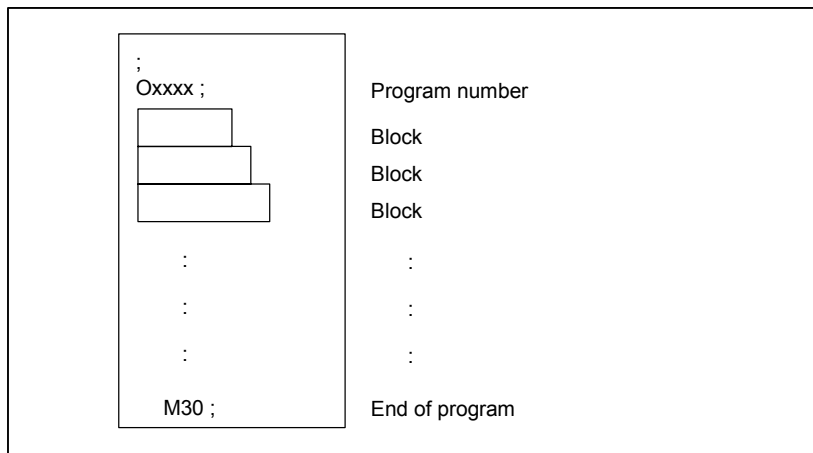 ;
Oxxxx ; Program number
Block
Block
Block
: :
: :
: :
M30 ; End of program